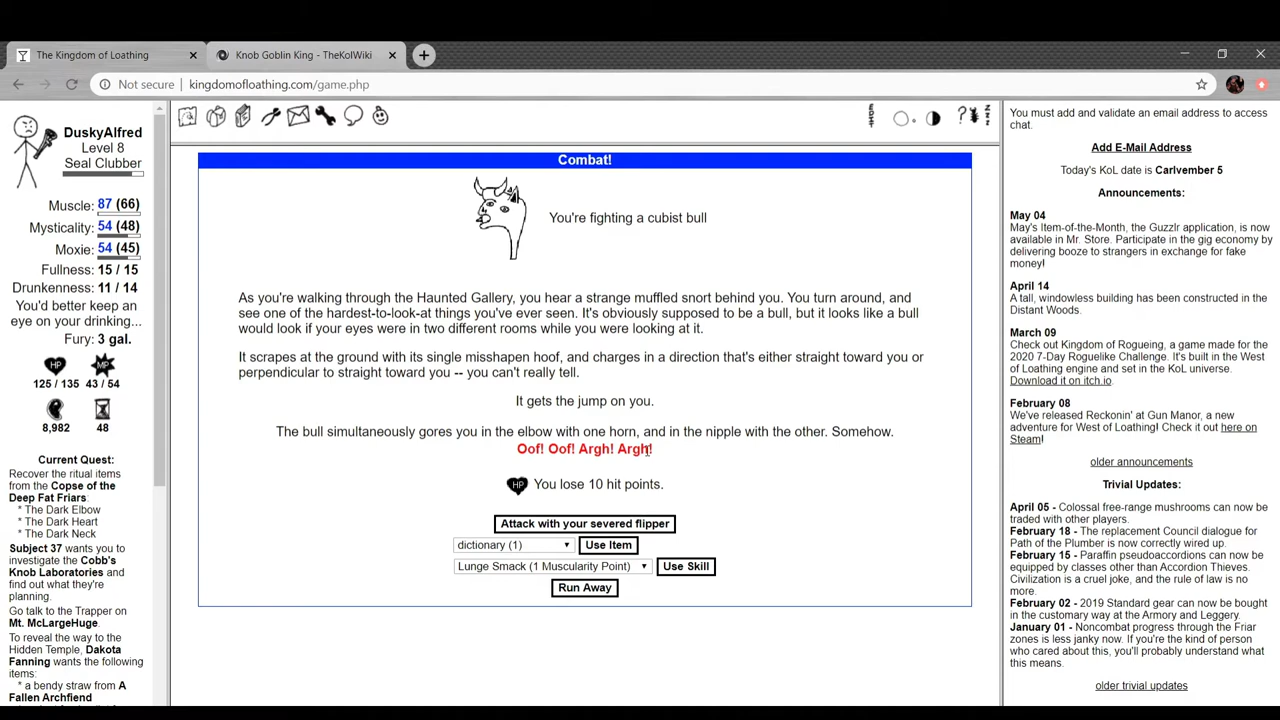 The Kingdom of Loathing
Knob Goblin King - TheKolWiki
Not secure
kingdomofloathing.com/game.php
DuskyAlfred
Level 8
Seal Clubber
Muscle: 87 (66)
Mysticality: 54 (48)
Moxie: 54 (45)
Fullness: 15 / 15
Drunkenness: 11 / 14
You'd better keep an
eye on your drinking...
Fury: 3 gal.
HP
MP
125 / 135
43 / 54
8,982
48
Current Quest:
Recover the ritual items
from the Copse of the
Deep Fat Friars:
* The Dark Elbow
* The Dark Heart
* The Dark Neck
Subject 37 wants you to
investigate the Cobb's
Knob Laboratories and
find out what they're
planning.
Go talk to the Trapper on
Mt. McLargeHuge.
To reveal the way to the
Hidden Temple, Dakota
Fanning wants the following
items:
* a bendy straw from A
Fallen Archfiend
EDIT
Combat!
You're fighting a cubist bull
As you're walking through the Haunted Gallery, you hear a strange muffled snort behind you. You turn around, and
see one of the hardest-to-look-at things you've ever seen. It's obviously supposed to be a bull, but it looks like a bull
would look if your eyes were in two different rooms while you were looking at it.
It scrapes at the ground with its single misshapen hoof, and charges in a direction that's either straight toward you or
perpendicular to straight toward you -- you can't really tell.
It gets the jump on you.
The bull simultaneously gores you in the elbow with one horn, and in the nipple with the other. Somehow.
Oof! Oof! Argh! Argh!
HP
You lose 10 hit points.
Attack with your severed flipper
dictionary (1)
Use Item
Lunge Smack (1 Muscularity Point)
Use Skill
Run Away
You must add and validate an email address to access
chat.
Add E-Mail Address
Today's KoL date is Carlvember 5
Announcements:
May 04
May's Item-of-the-Month, the Guzzlr application, is now
available in Mr. Store. Participate in the gig economy by
delivering booze to strangers in exchange for fake
money!
April 14
A tall, windowless building has been constructed in the
Distant Woods.
March 09
Check out Kingdom of Rogueing, a game made for the
2020 7-Day Roguelike Challenge. It's built in the West
of Loathing engine and set in the KoL universe.
Download it on itch.io.
February 08
We've released Reckonin' at Gun Manor, a new
adventure for West of Loathing! Check it out here on
Steam!
older announcements
Trivial Updates:
April 05 - Colossal free-range mushrooms can now be
traded with other players.
February 18 - The replacement Council dialogue for
Path of the Plumber is now correctly wired up.
February 15 - Paraffin pseudoaccordions can now be
equipped by classes other than Accordion Thieves.
Civilization is a cruel joke, and the rule of law is no
more.
February 02 - 2019 Standard gear can now be bought
in the customary way at the Armory and Leggery.
January 01 - Noncombat progress through the Friar
zones is less janky now. If you're the kind of person
who cared about this, you'll probably understand what
this means.
older trivial updates